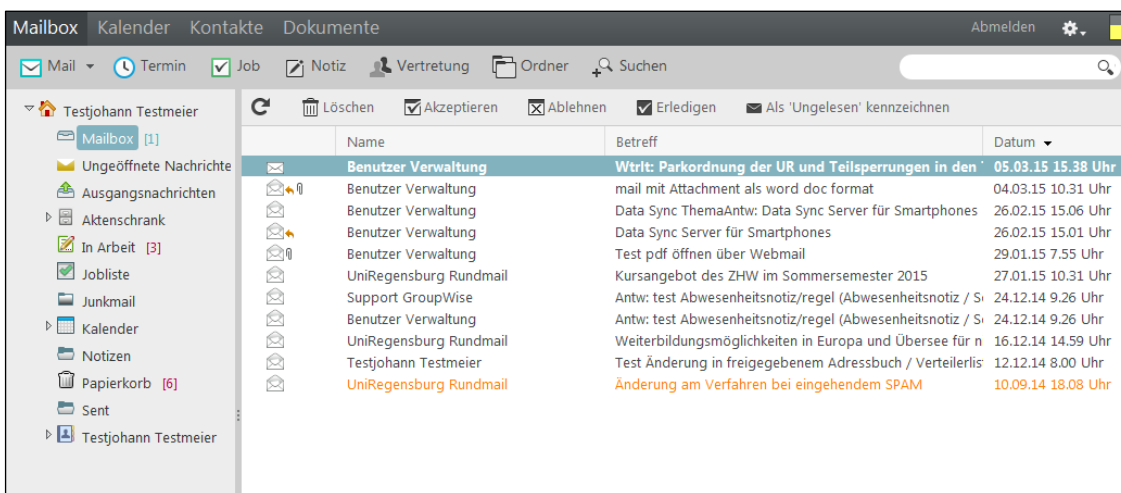 Mailbox Kalender Kontakte Dokumente Abmelden
Mail Termin Job Notiz Vertretung Ordner Suchen
Testjohann Testmeier
Mailbox [1]
Ungeöffnete Nachrichte
Ausgangsnachrichten
Aktenschrank
In Arbeit [3]
Jobliste
Junkmail
Kalender
Notizen
Papierkorb [6]
Sent
Testjohann Testmeier
Löschen Akzeptieren Ablehnen Erledigen Als 'Ungelesen' kennzeichnen
Name Betreff Datum
Benutzer Verwaltung Wtrlt: Parkordnung der UR und Teilsperrungen in den 05.03.15 15.38 Uhr
Benutzer Verwaltung mail mit Attachment als word doc format 04.03.15 10.31 Uhr
Benutzer Verwaltung Data Sync ThemaAntw: Data Sync Server für Smartphones 26.02.15 15.06 Uhr
Benutzer Verwaltung Data Sync Server für Smartphones 26.02.15 15.01 Uhr
Benutzer Verwaltung Test pdf öffnen über Webmail 29.01.15 7.55 Uhr
UniRegensburg Rundmail Kursangebot des ZHW im Sommersemester 2015 27.01.15 10.31 Uhr
Support GroupWise Antw: test Abwesenheitsnotiz/regel (Abwesenheitsnotiz / 24.12.14 9.26 Uhr
Benutzer Verwaltung Antw: test Abwesenheitsnotiz/regel (Abwesenheitsnotiz / 24.12.14 9.26 Uhr
UniRegensburg Rundmail Weiterbildungsmöglichkeiten in Europa und Übersee für n 16.12.14 14.59 Uhr
Testjohann Testmeier Test Änderung in freigegebenem Adressbuch / Verteilerlis 12.12.14 8.00 Uhr
UniRegensburg Rundmail Änderung am Verfahren bei eingehendem SPAM 10.09.14 18.08 Uhr